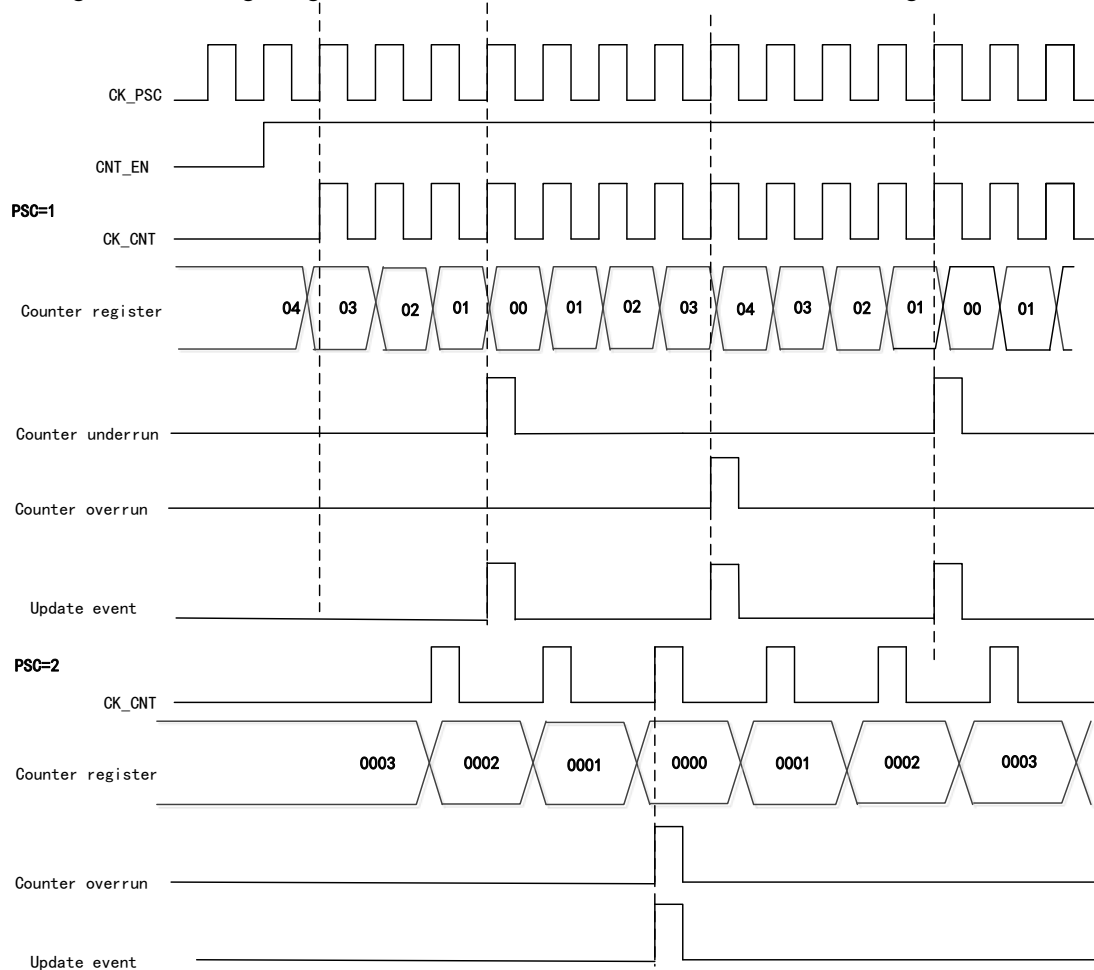 CK_PSC
CNT_EN
PSC=1
CK_CNT
Counter register 04 03 02 01 00 01 02 03 04 03 02 01 00 01
Counter underrun
Counter overrun
Update event
PSC=2
CK_CNT
Counter register 0003 0002 0001 0000 0001 0002 0003
Counter overrun
Update event